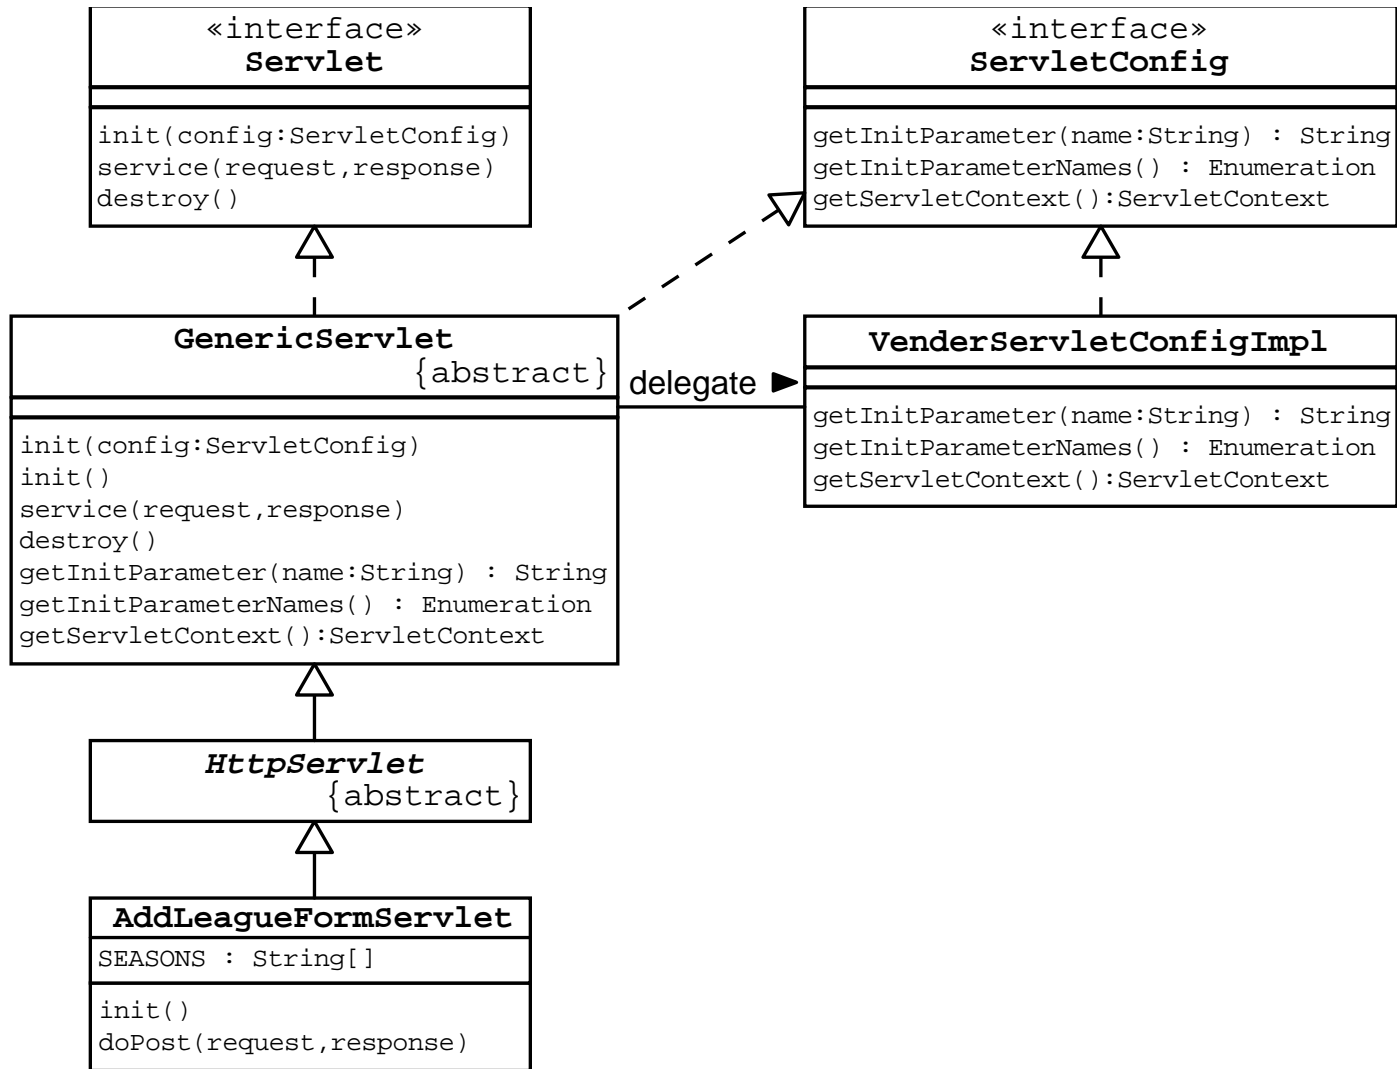 «interface»
Servlet
init(config:ServletConfig)
service(request,response)
destroy()
«interface»
ServletConfig
getInitParameter(name:String) : String
getInitParameterNames() : Enumeration
getServletContext():ServletContext
GenericServlet
{abstract}
init(config:ServletConfig)
init()
service(request,response)
destroy()
getInitParameter(name:String) : String
getInitParameterNames() : Enumeration
getServletContext():ServletContext
delegate ►
VenderServletConfigImpl
getInitParameter(name:String) : String
getInitParameterNames() : Enumeration
getServletContext():ServletContext
HttpServlet
{abstract}
AddLeagueFormServlet
SEASONS : String[]
init()
doPost(request,response)